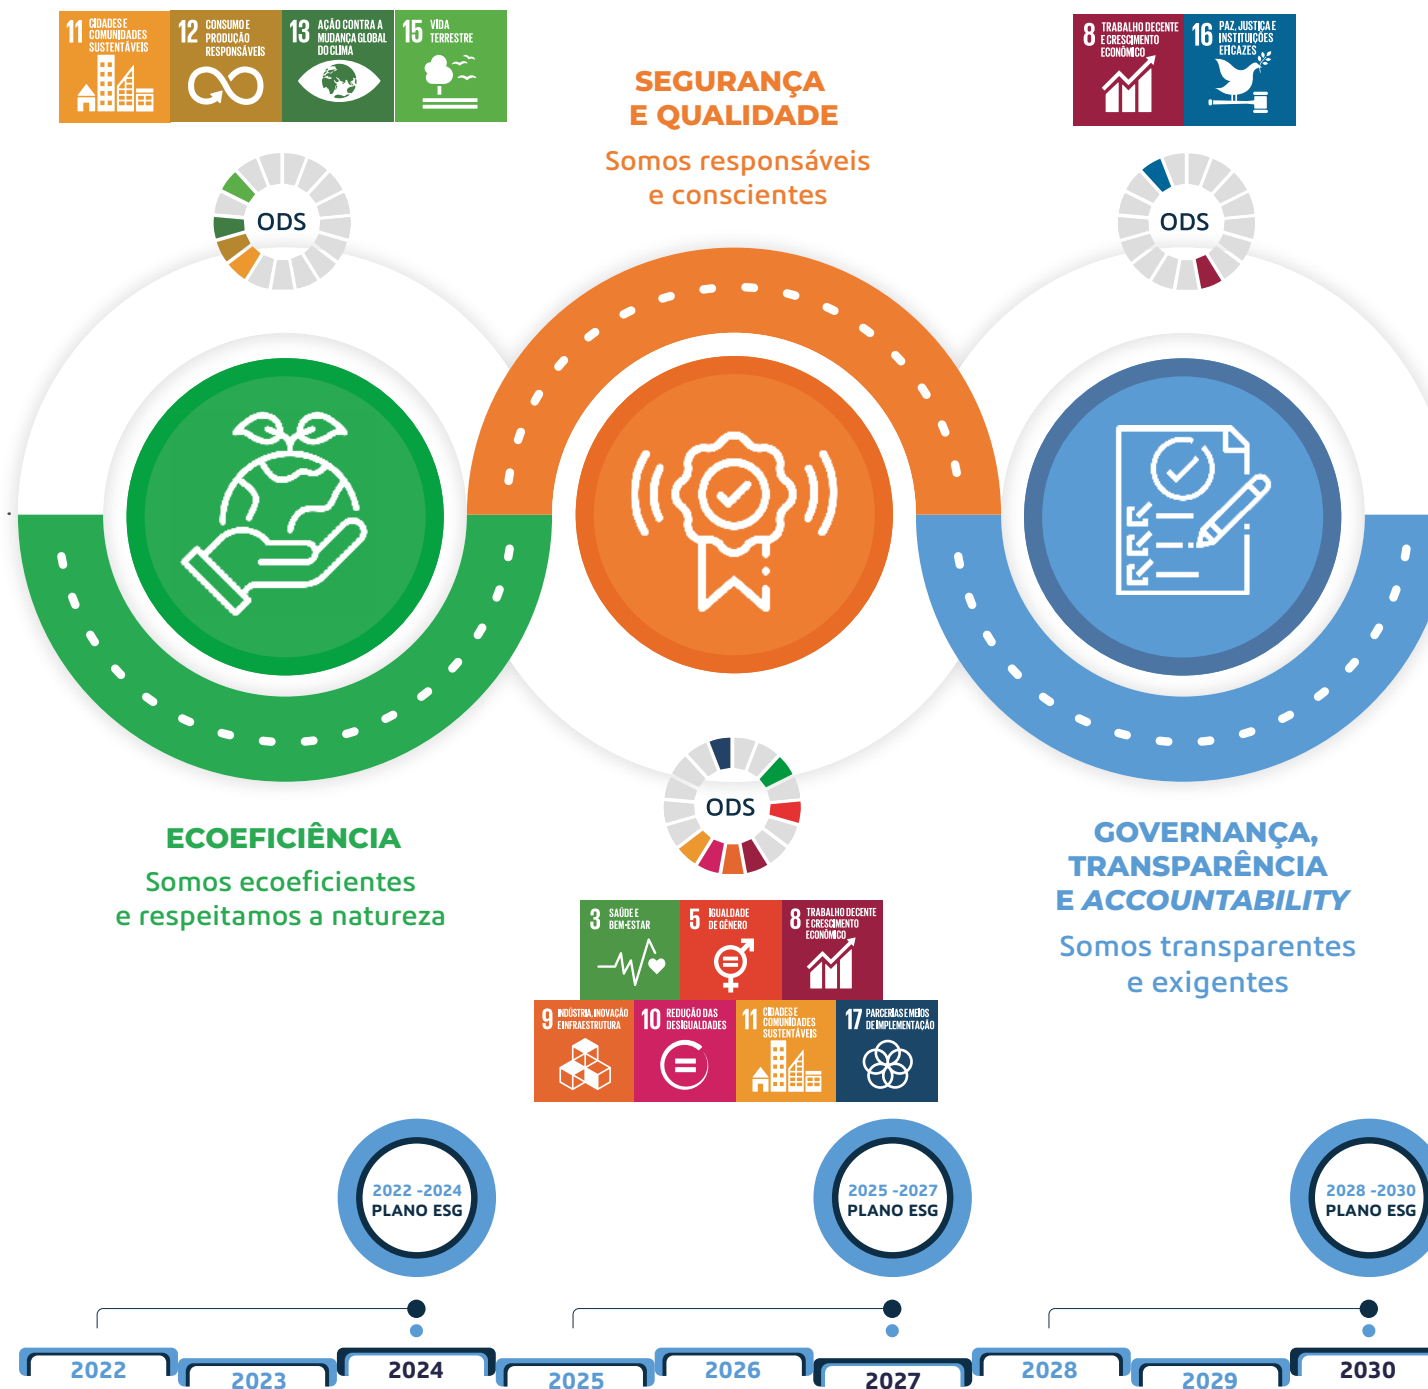 11 CIDADES E
COMUNIDADES
SUSTENTÁVEIS
12 CONSUMO E
PRODUÇÃO
RESPONSÁVEIS
13 AÇÃO CONTRA A
MUDANÇA GLOBAL
DO CLIMA
15 VIDA
TERRESTRE
ODS
SEGURANÇA
E QUALIDADE
Somos responsáveis
e conscientes
8 TRABALHO DECENTE
E CRESCIMENTO
ECONÔMICO
16 PAZ, JUSTIÇA E
INSTITUIÇÕES
EFICAZES
ODS
ECOEFICIÊNCIA
Somos ecoeficientes
e respeitamos a natureza
ODS
3 SAÚDE E
BEM-ESTAR
5 IGUALDADE
DE GÊNERO
8 TRABALHO DECENTE
E CRESCIMENTO
ECONÔMICO
9 INDÚSTRIA, INOVAÇÃO
E INFRAESTRUTURA
10 REDUÇÃO DAS
DESIGUALDADES
11 CIDADES E
COMUNIDADES
SUSTENTÁVEIS
17 PARCERIAS E MEIOS
DE IMPLEMENTAÇÃO
GOVERNANÇA,
TRANSPARÊNCIA
E ACCOUNTABILITY
Somos transparentes
e exigentes
2022 -2024
PLANO ESG
2025 -2027
PLANO ESG
2028 -2030
PLANO ESG
2022
2023
2024
2025
2026
2027
2028
2029
2030